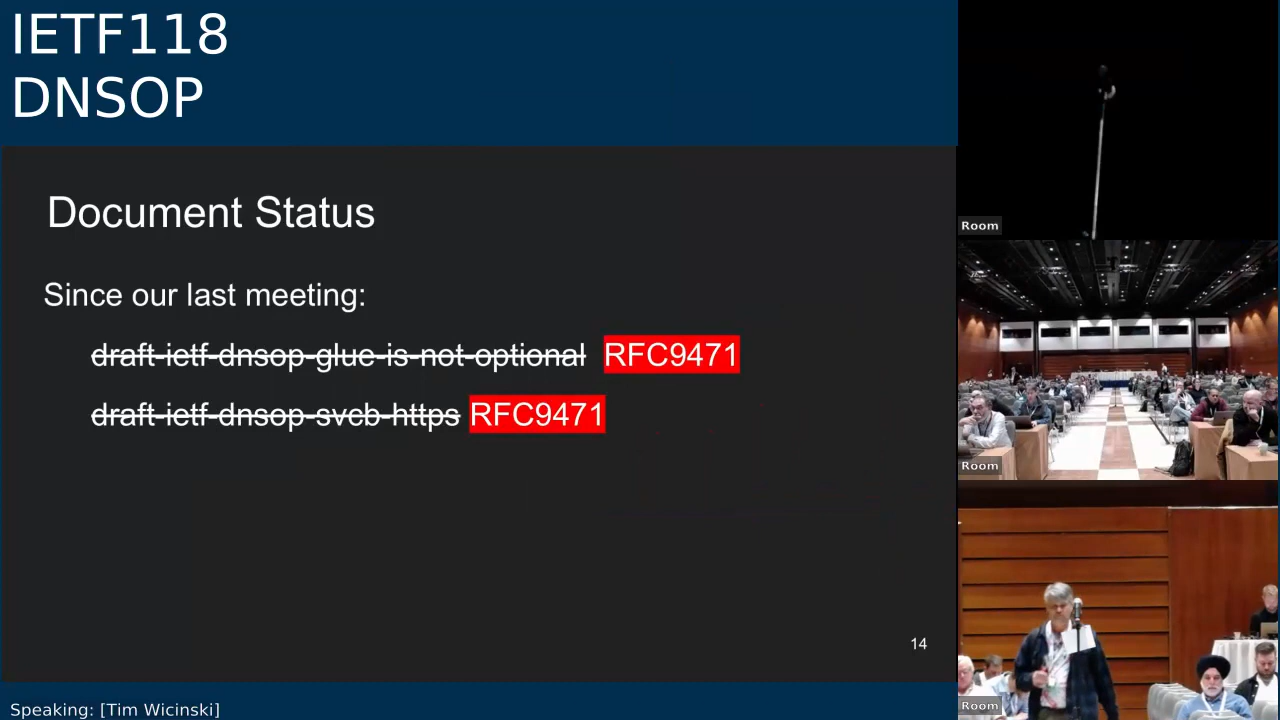 IETF118
DNSOP
Document Status
Since our last meeting:
draft-ietf-dnsop-glue-is-not-optional RFC9471
draft-ietf-dnsop-svcb-https RFC9471
14
Speaking: [Tim Wicinski]
Room
Room
Room